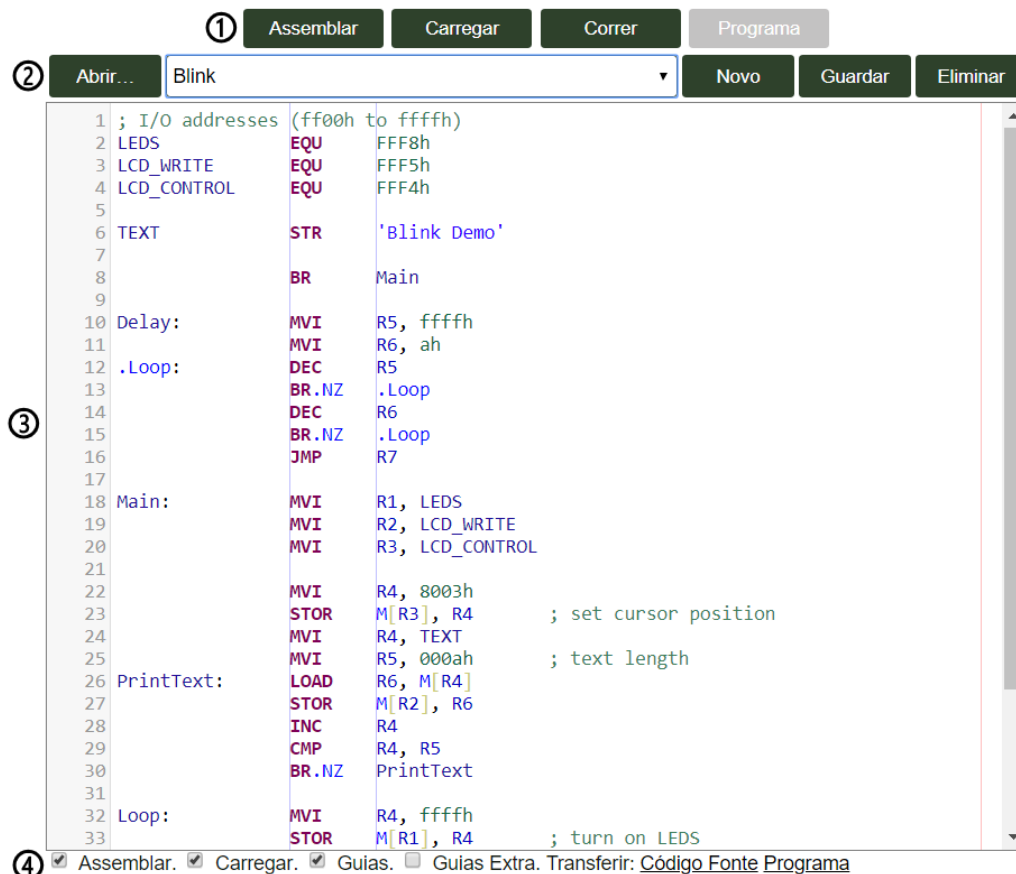 ① Assemblar Carregar Correr Programa
② Abrir... Blink Novo Guardar Eliminar
1 ; I/O addresses (ff00h to ffffh)
2 LEDS EQU FFF8h
3 LCD_WRITE EQU FFF5h
4 LCD_CONTROL EQU FFF4h
5
6 TEXT STR 'Blink Demo'
7
8 BR Main
9
10 Delay: MVI R5, ffffh
11 MVI R6, ah
12 .Loop: DEC R5
13 BR.NZ .Loop
14 DEC R6
15 BR.NZ .Loop
16 JMP R7
17
18 Main: MVI R1, LEDS
19 MVI R2, LCD_WRITE
20 MVI R3, LCD_CONTROL
21
22 MVI R4, 8003h
23 STOR M[R3], R4 ; set cursor position
24 MVI R4, TEXT
25 MVI R5, 000ah ; text length
26 PrintText: LOAD R6, M[R4]
27 STOR M[R2], R6
28 INC R4
29 CMP R4, R5
30 BR.NZ PrintText
31
32 Loop: MVI R4, ffffh
33 STOR M[R1], R4 ; turn on LEDS
③
④ Assemblar. Carregar. Guias. Guias Extra. Transferir: Código Fonte Programa